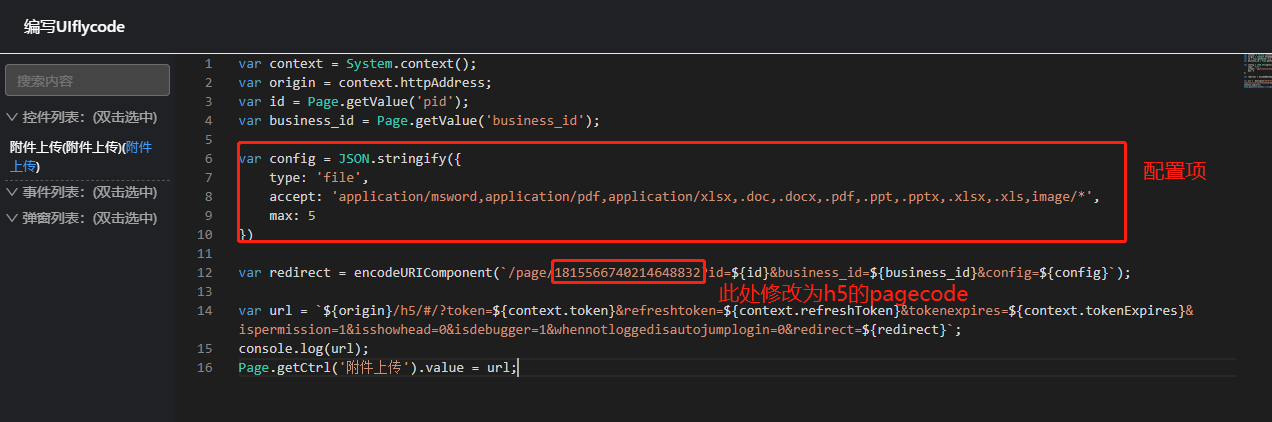 编写UIflycode
搜索内容
控件列表：(双击选中)
附件上传(附件上传)(附件
上传)
事件列表：(双击选中)
弹窗列表：(双击选中)
1 var context = System.context();
2 var origin = context.httpAddress;
3 var id = Page.getValue('pid');
4 var business_id = Page.getValue('business_id');
5
6 var config = JSON.stringify({
7 type: 'file',
8 accept: 'application/msword,application/pdf,application/xlsx,.doc,.docx,.pdf,.ppt,.pptx,.xlsx,.xls,image/*',
9 max: 5
10 })
配置项
11
12 var redirect = encodeURIComponent(`/page/1815566740214648832?id=${id}&business_id=${business_id}&config=${config}`);
此处修改为h5的pagecode
13
14 var url = `${origin}/h5/#/?token=${context.token}&refreshtoken=${context.refreshToken}&tokenexpires=${context.tokenExpires}&
ispermission=1&isshowhead=0&isdebugger=1&whennotloggedisautojumplogin=0&redirect=${redirect}`;
15 console.log(url);
16 Page.getCtrl('附件上传').value = url;